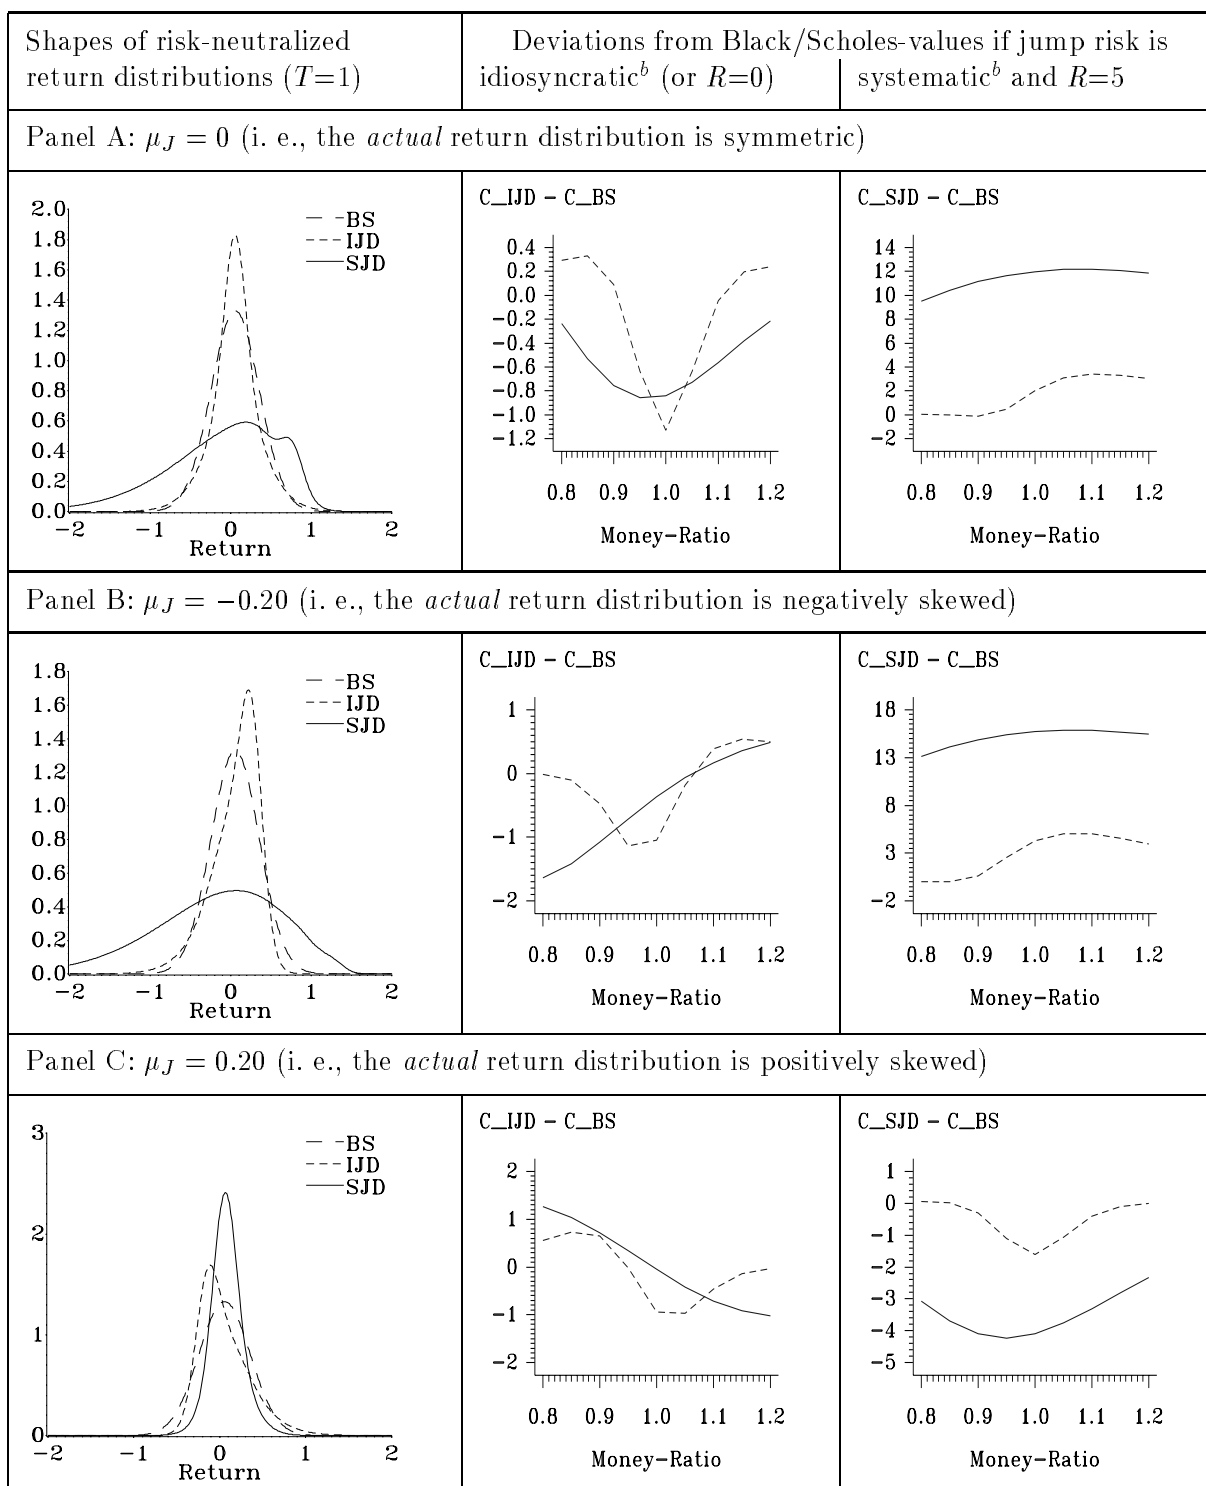 Shapes of risk-neutralized
return distributions (T=1)
Deviations from Black/Scholes-values if jump risk is
idiosyncratic^b (or R=0)
systematic^b and R=5
Panel A: μ_J = 0 (i. e., the actual return distribution is symmetric)
2.0
1.8
1.6
1.4
1.2
1.0
0.8
0.6
0.4
0.2
0.0
−2 −1 0 1 2
Return
BS
IJD
SJD
C_IJD − C_BS
0.4
0.2
0.0
−0.2
−0.4
−0.6
−0.8
−1.0
−1.2
0.8 0.9 1.0 1.1 1.2
Money−Ratio
C_SJD − C_BS
14
12
10
8
6
4
2
0
−2
0.8 0.9 1.0 1.1 1.2
Money−Ratio
Panel B: μ_J = −0.20 (i. e., the actual return distribution is negatively skewed)
1.8
1.6
1.4
1.2
1.0
0.8
0.6
0.4
0.2
0.0
−2 −1 0 1 2
Return
BS
IJD
SJD
C_IJD − C_BS
1
0
−1
−2
0.8 0.9 1.0 1.1 1.2
Money−Ratio
C_SJD − C_BS
18
13
8
3
−2
0.8 0.9 1.0 1.1 1.2
Money−Ratio
Panel C: μ_J = 0.20 (i. e., the actual return distribution is positively skewed)
3
2
1
0
−2 −1 0 1 2
Return
BS
IJD
SJD
C_IJD − C_BS
2
1
0
−1
−2
0.8 0.9 1.0 1.1 1.2
Money−Ratio
C_SJD − C_BS
1
0
−1
−2
−3
−4
−5
0.8 0.9 1.0 1.1 1.2
Money−Ratio